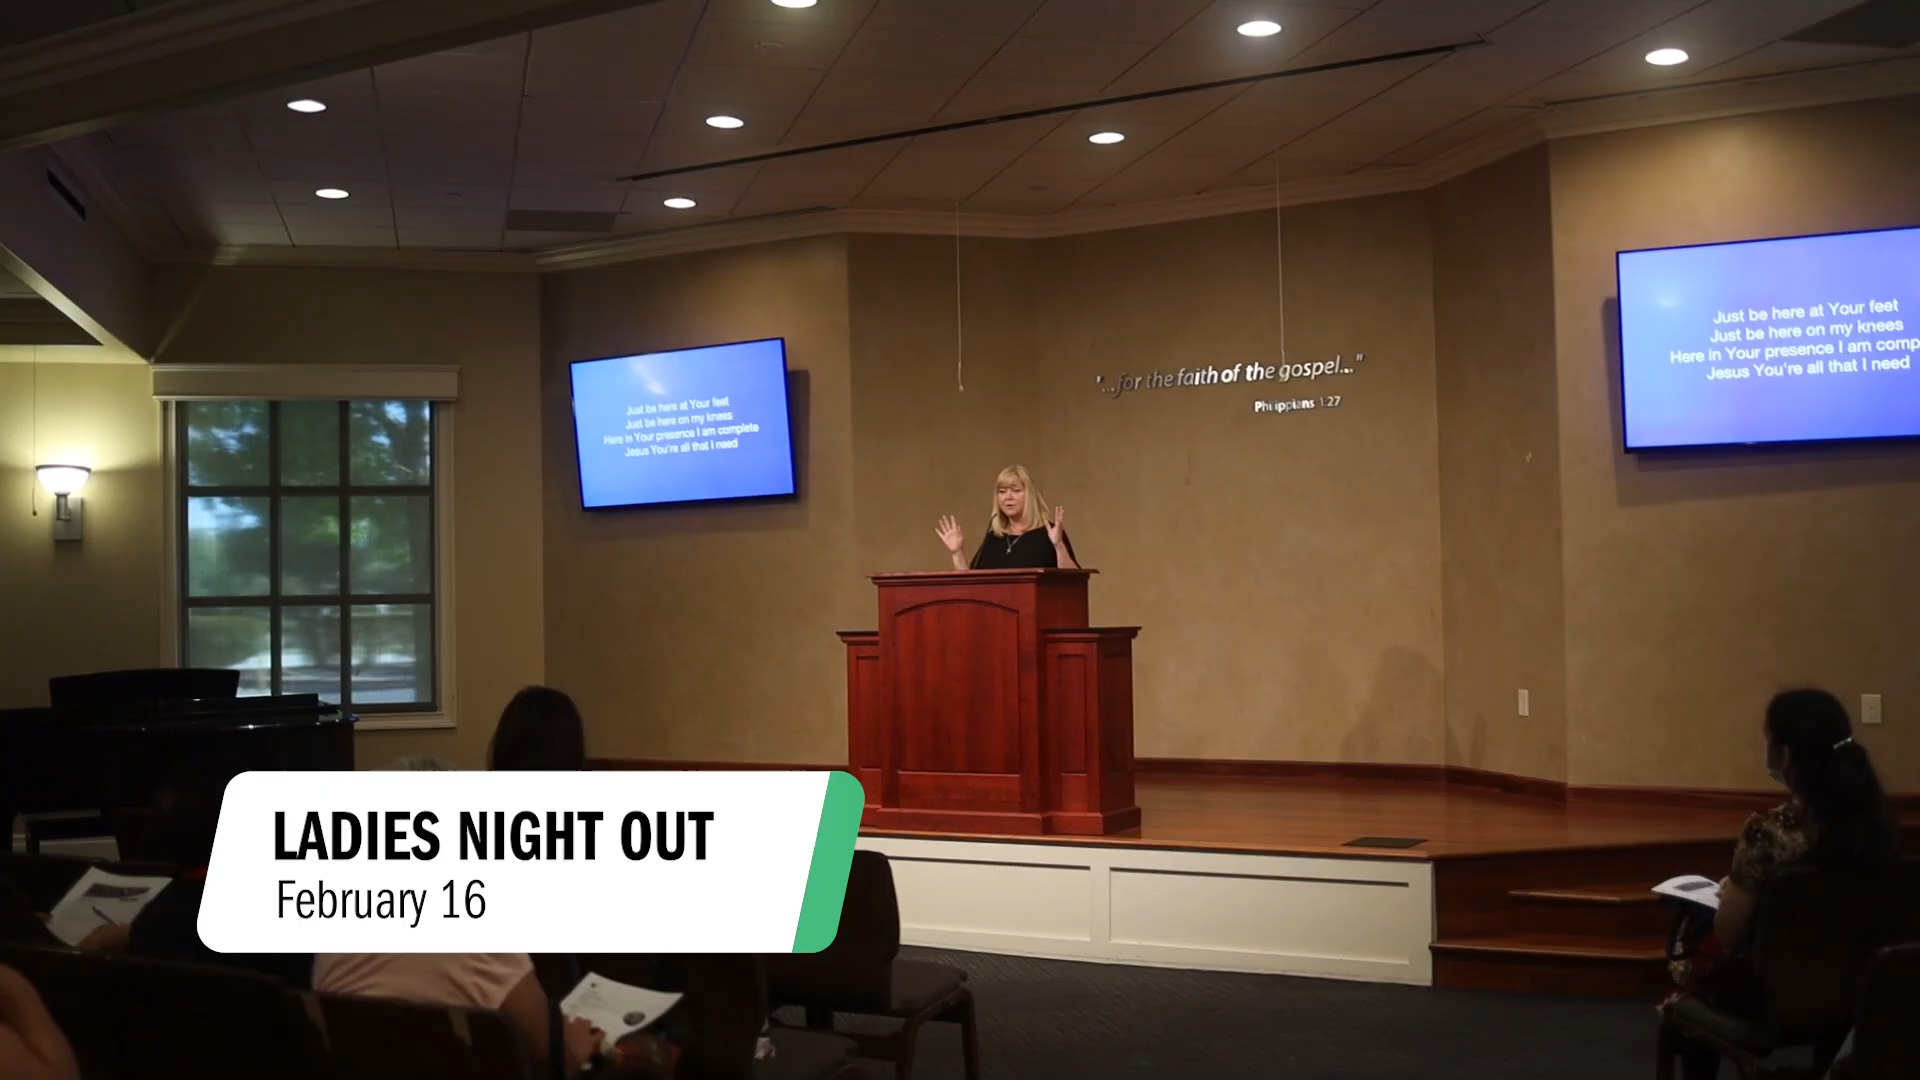 Just be here at Your feet
Just be here on my knees
Here in Your presence I am complete
Jesus You're all that I need
"...for the faith of the gospel..."
Philippians 1:27
Just be here at Your feet
Just be here on my knees
Here in Your presence I am comp
Jesus You're all that I need
LADIES NIGHT OUT
February 16